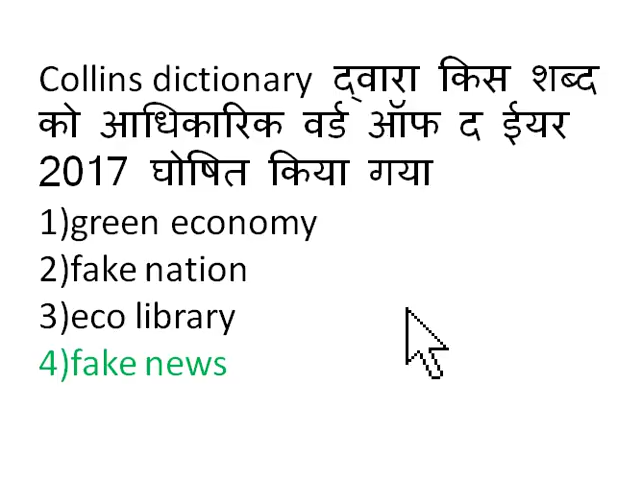 Collins dictionary द्वारा किस शब्द
को आधिकारिक वर्ड ऑफ द ईयर
2017 घोषित किया गया
1)green economy
2)fake nation
3)eco library
4)fake news